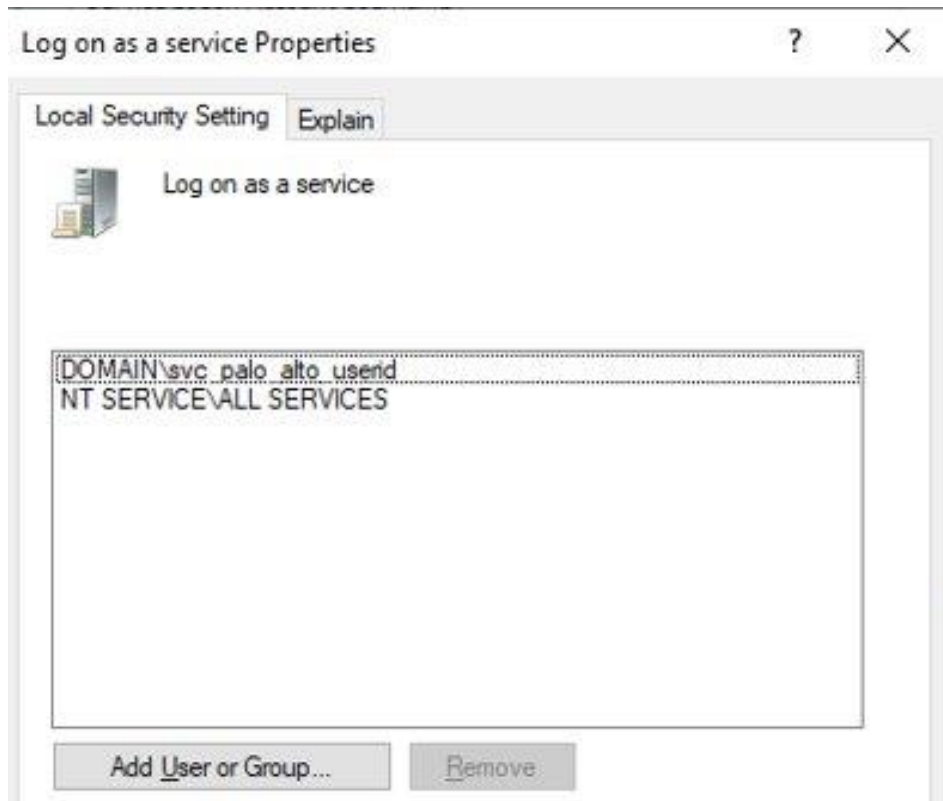 Log on as a service Properties ? X
Local Security Setting Explain
Log on as a service
DOMAIN\svc_palo_alto_userid
NT SERVICE\ALL SERVICES
Add User or Group... Remove